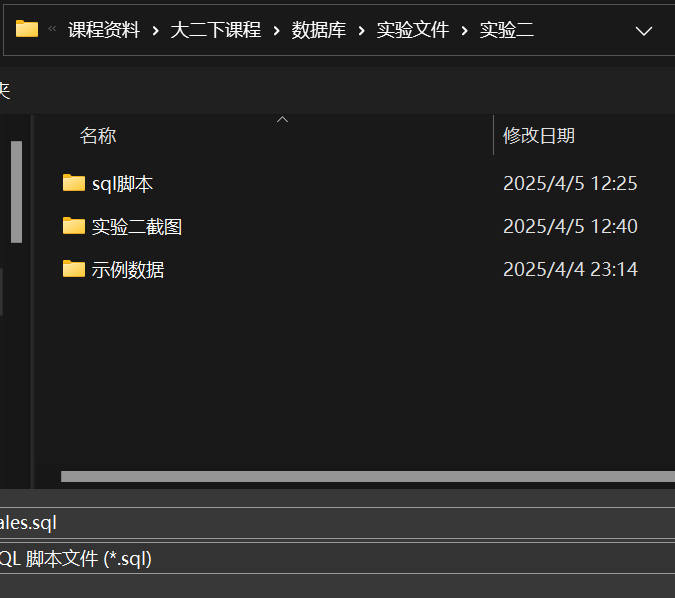 « 课程资料 > 大二下课程 > 数据库 > 实验文件 > 实验二
夹
名称 修改日期
sql脚本 2025/4/5 12:25
实验二截图 2025/4/5 12:40
示例数据 2025/4/4 23:14
ales.sql
QL 脚本文件 (*.sql)